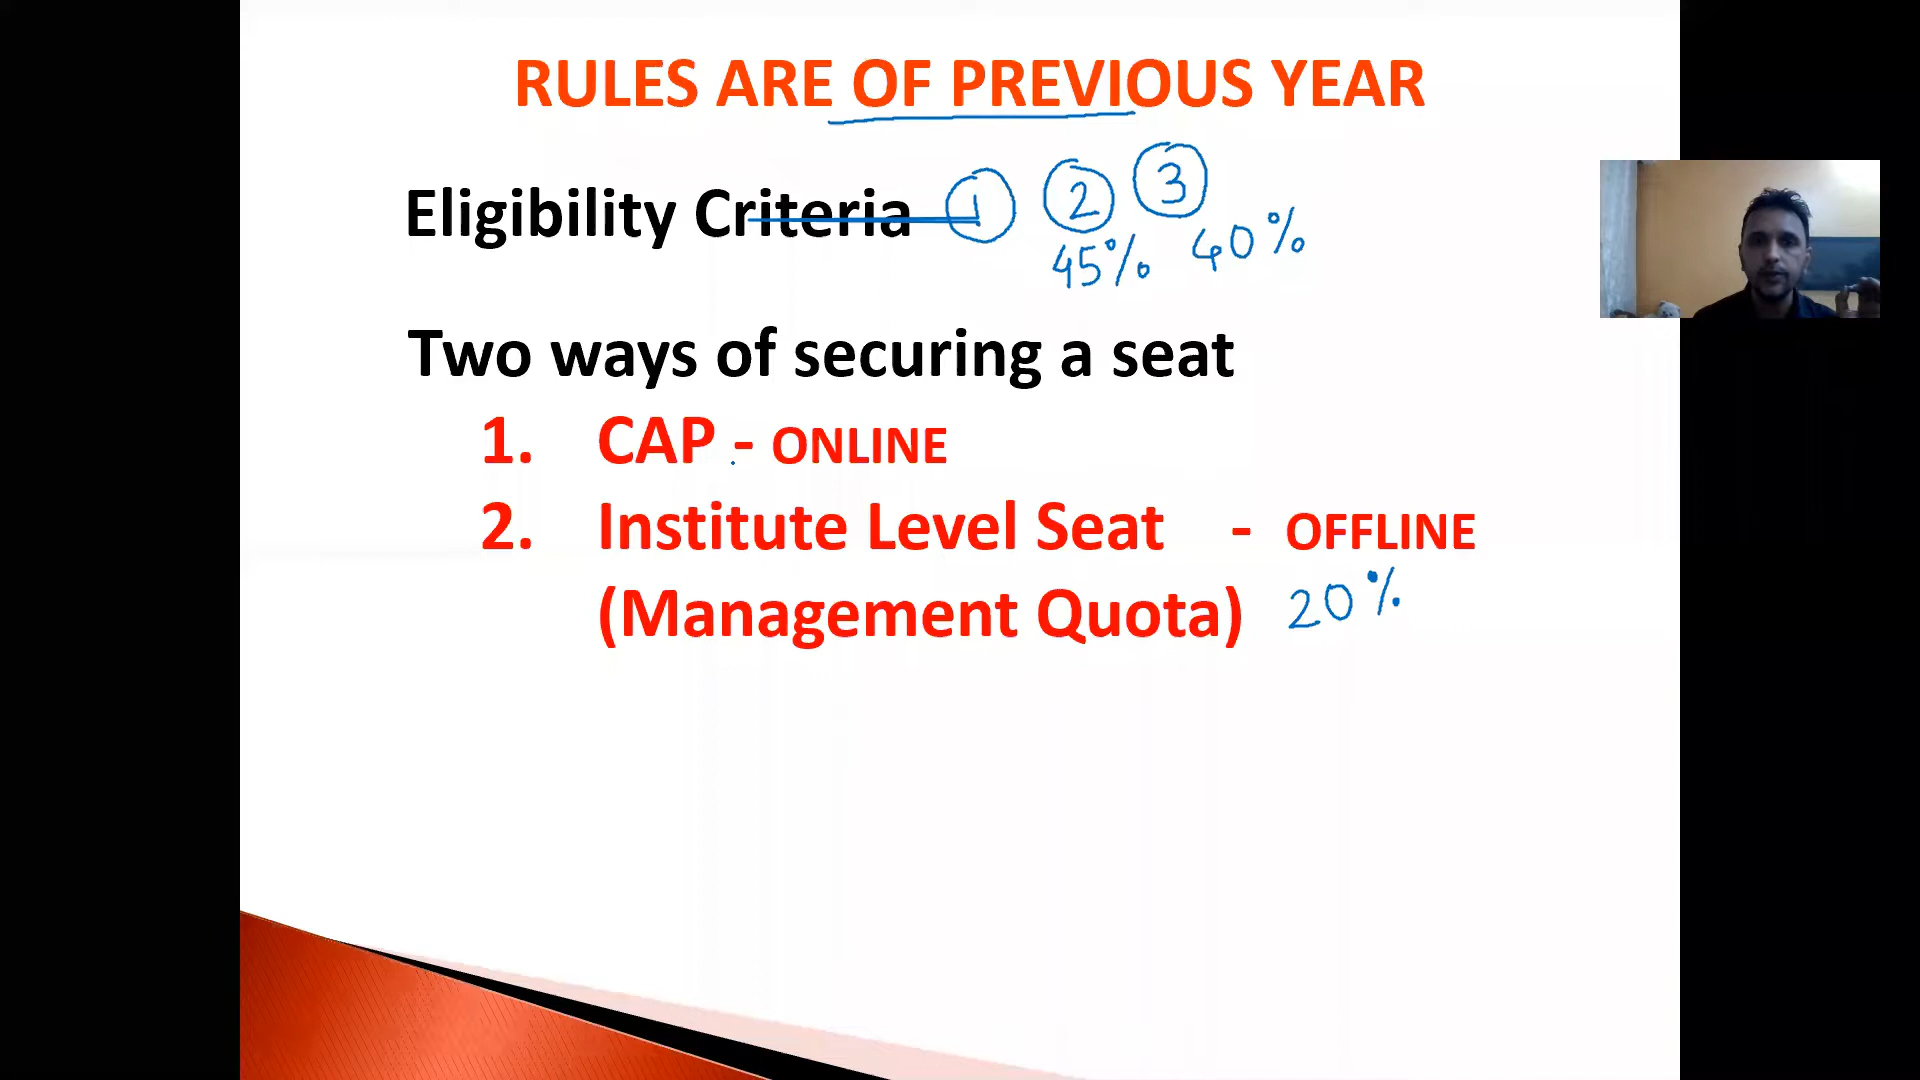 RULES ARE OF PREVIOUS YEAR
Eligibility Criteria 1 2 3
45% 40%
Two ways of securing a seat
1. CAP - ONLINE
2. Institute Level Seat - OFFLINE
(Management Quota) 20%